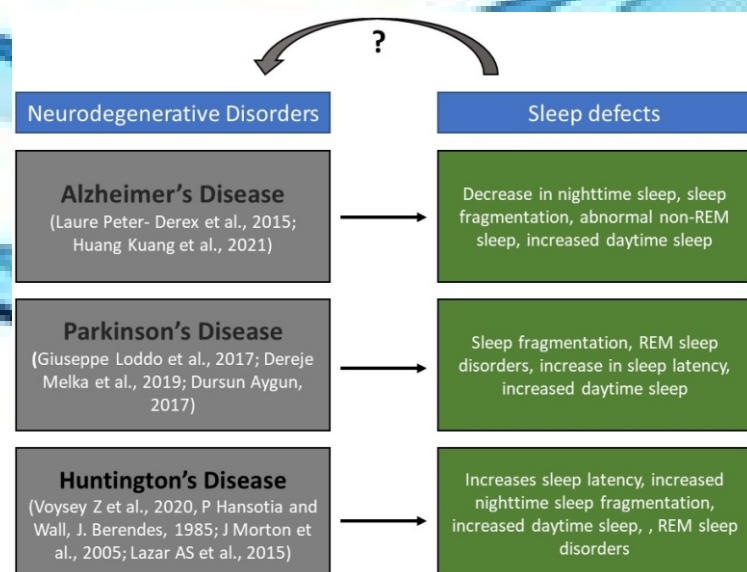 ?
Neurodegenerative Disorders
Sleep defects
Alzheimer's Disease
(Laure Peter- Derex et al., 2015;
Huang Kuang et al., 2021)
Decrease in nighttime sleep, sleep
fragmentation, abnormal non-REM
sleep, increased daytime sleep
Parkinson's Disease
(Giuseppe Loddo et al., 2017; Dereje
Melka et al., 2019; Dursun Aygun,
2017)
Sleep fragmentation, REM sleep
disorders, increase in sleep latency,
increased daytime sleep
Huntington's Disease
(Voysey Z et al., 2020, P Hansotia and
Wall, J. Berendes, 1985; J Morton et
al., 2005; Lazar AS et al., 2015)
Increases sleep latency, increased
nighttime sleep fragmentation,
increased daytime sleep, , REM sleep
disorders